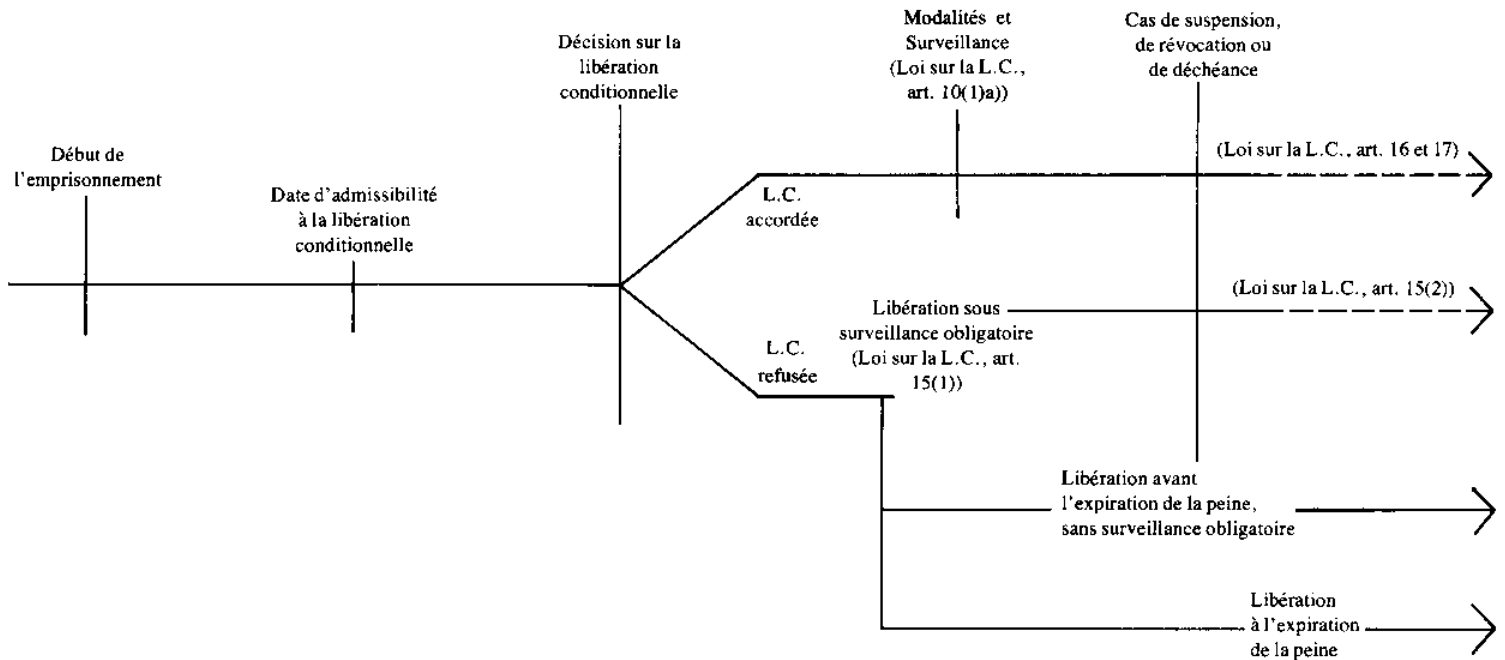 Début de
l'emprisonnement
Date d'admissibilité
à la libération
conditionnelle
Décision sur la
libération
conditionnelle
Modalités et
Surveillance
(Loi sur la L.C.,
art. 10(1)a))
Cas de suspension,
de révocation ou
de déchéance
L.C.
accordée
(Loi sur la L.C., art. 16 et 17)
L.C.
refusée
Libération sous
surveillance obligatoire
(Loi sur la L.C., art.
15(1))
(Loi sur la L.C., art. 15(2))
Libération avant
l'expiration de la peine,
sans surveillance obligatoire
Libération
à l'expiration
de la peine